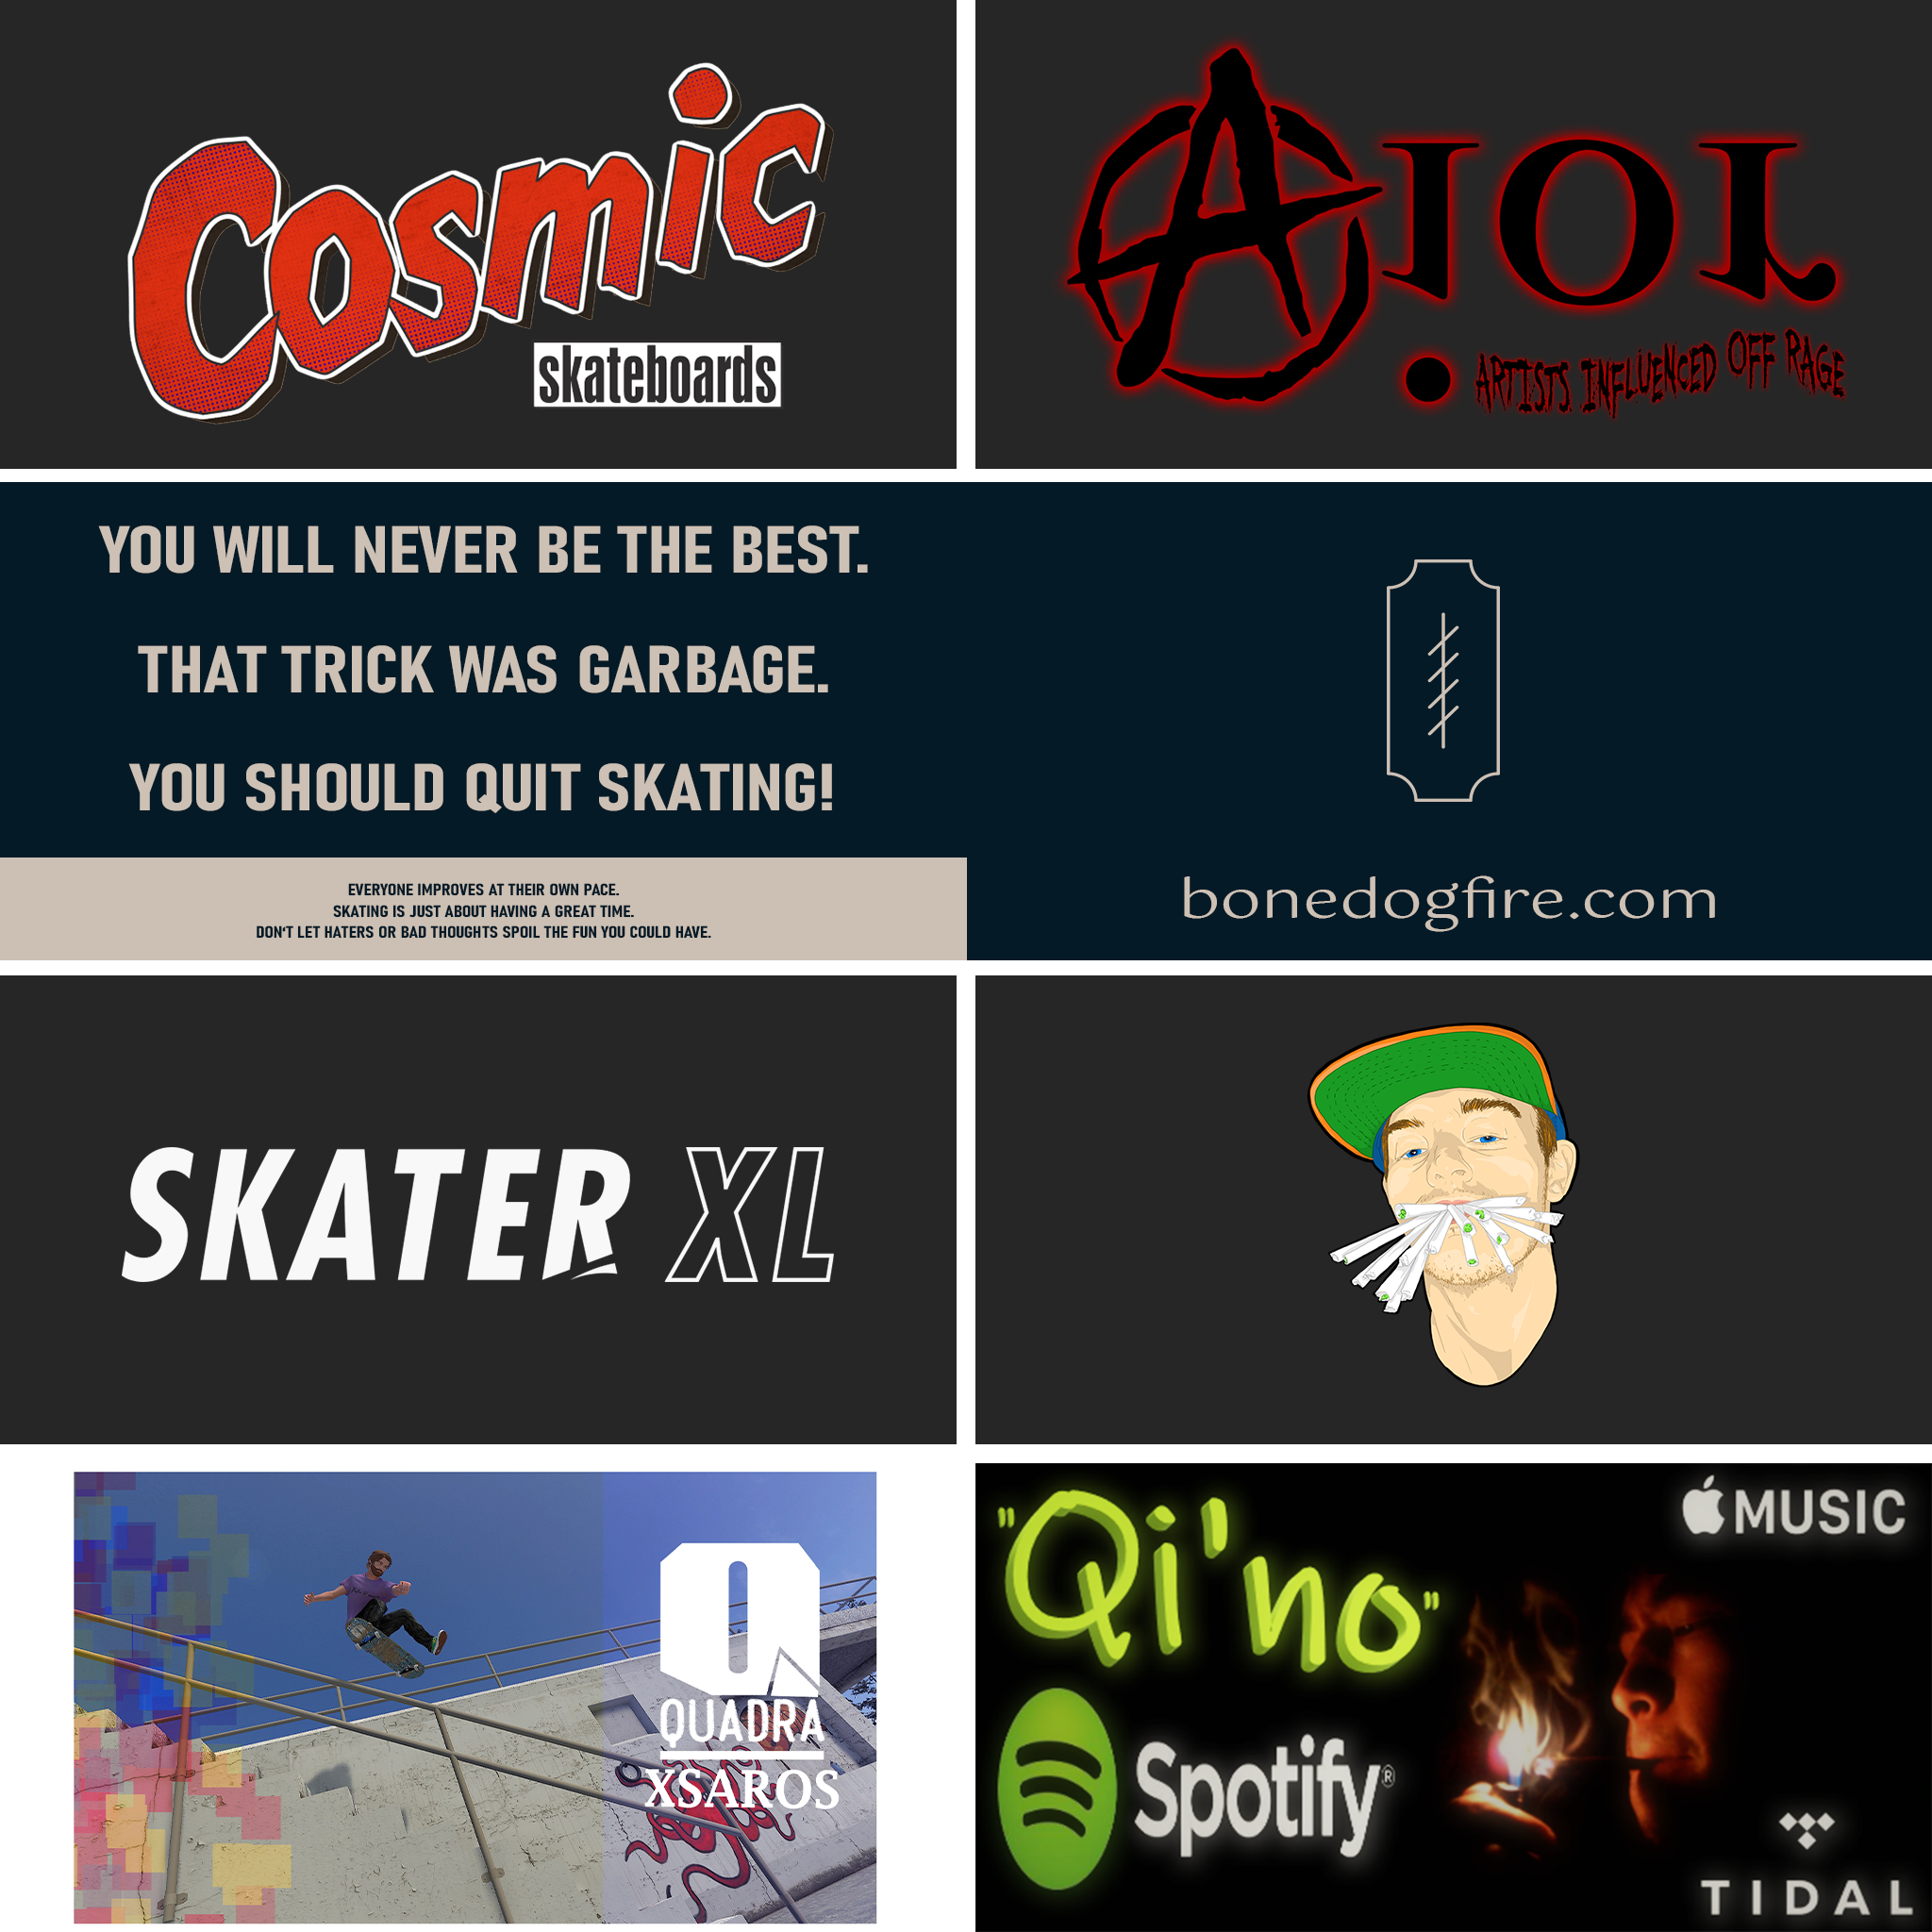 Cosmic
skateboards
A.I.O.J.
ARTISTS INFLUENCED OFF RAGE
YOU WILL NEVER BE THE BEST.
THAT TRICK WAS GARBAGE.
YOU SHOULD QUIT SKATING!
EVERYONE IMPROVES AT THEIR OWN PACE.
SKATING IS JUST ABOUT HAVING A GREAT TIME.
DON'T LET HATERS OR BAD THOUGHTS SPOIL THE FUN YOU COULD HAVE.
bonedogfire.com
SKATER XL
Q
QUADRA
XSAROS
"Qi'no"
MUSIC
Spotify®
TIDAL